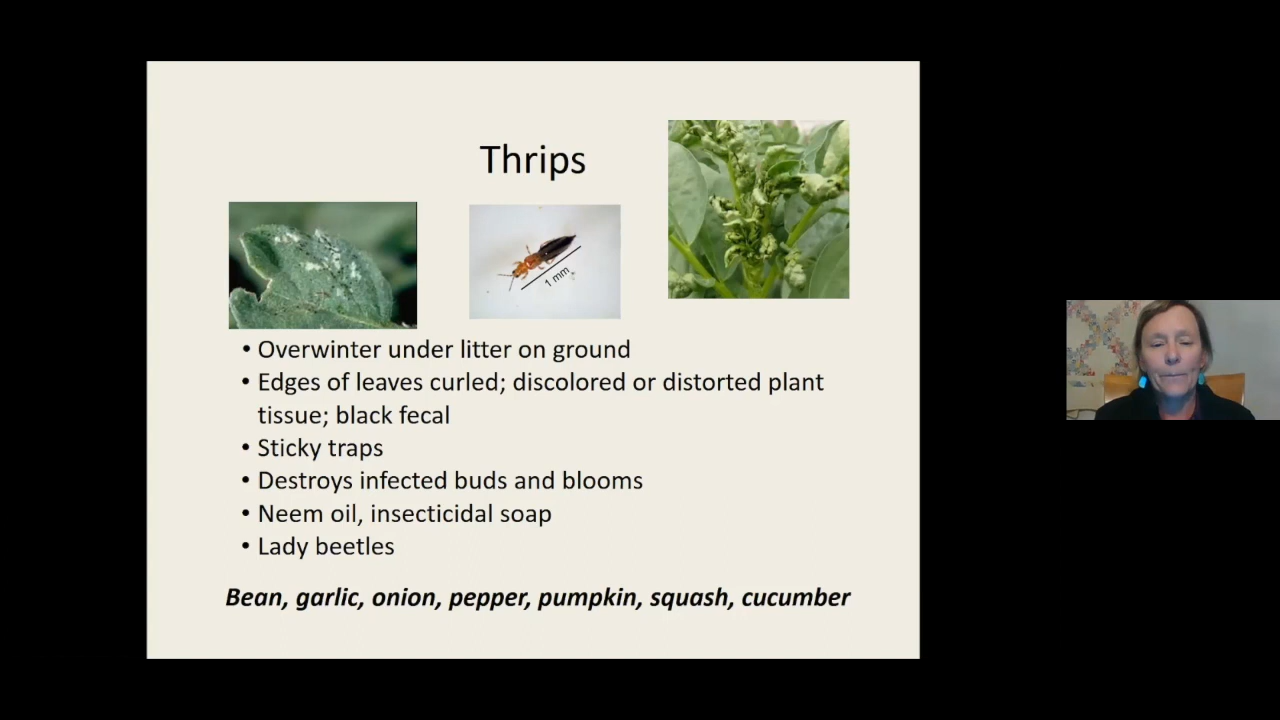 Thrips
1 mm
• Overwinter under litter on ground
• Edges of leaves curled; discolored or distorted plant
tissue; black fecal
• Sticky traps
• Destroys infected buds and blooms
• Neem oil, insecticidal soap
• Lady beetles
Bean, garlic, onion, pepper, pumpkin, squash, cucumber